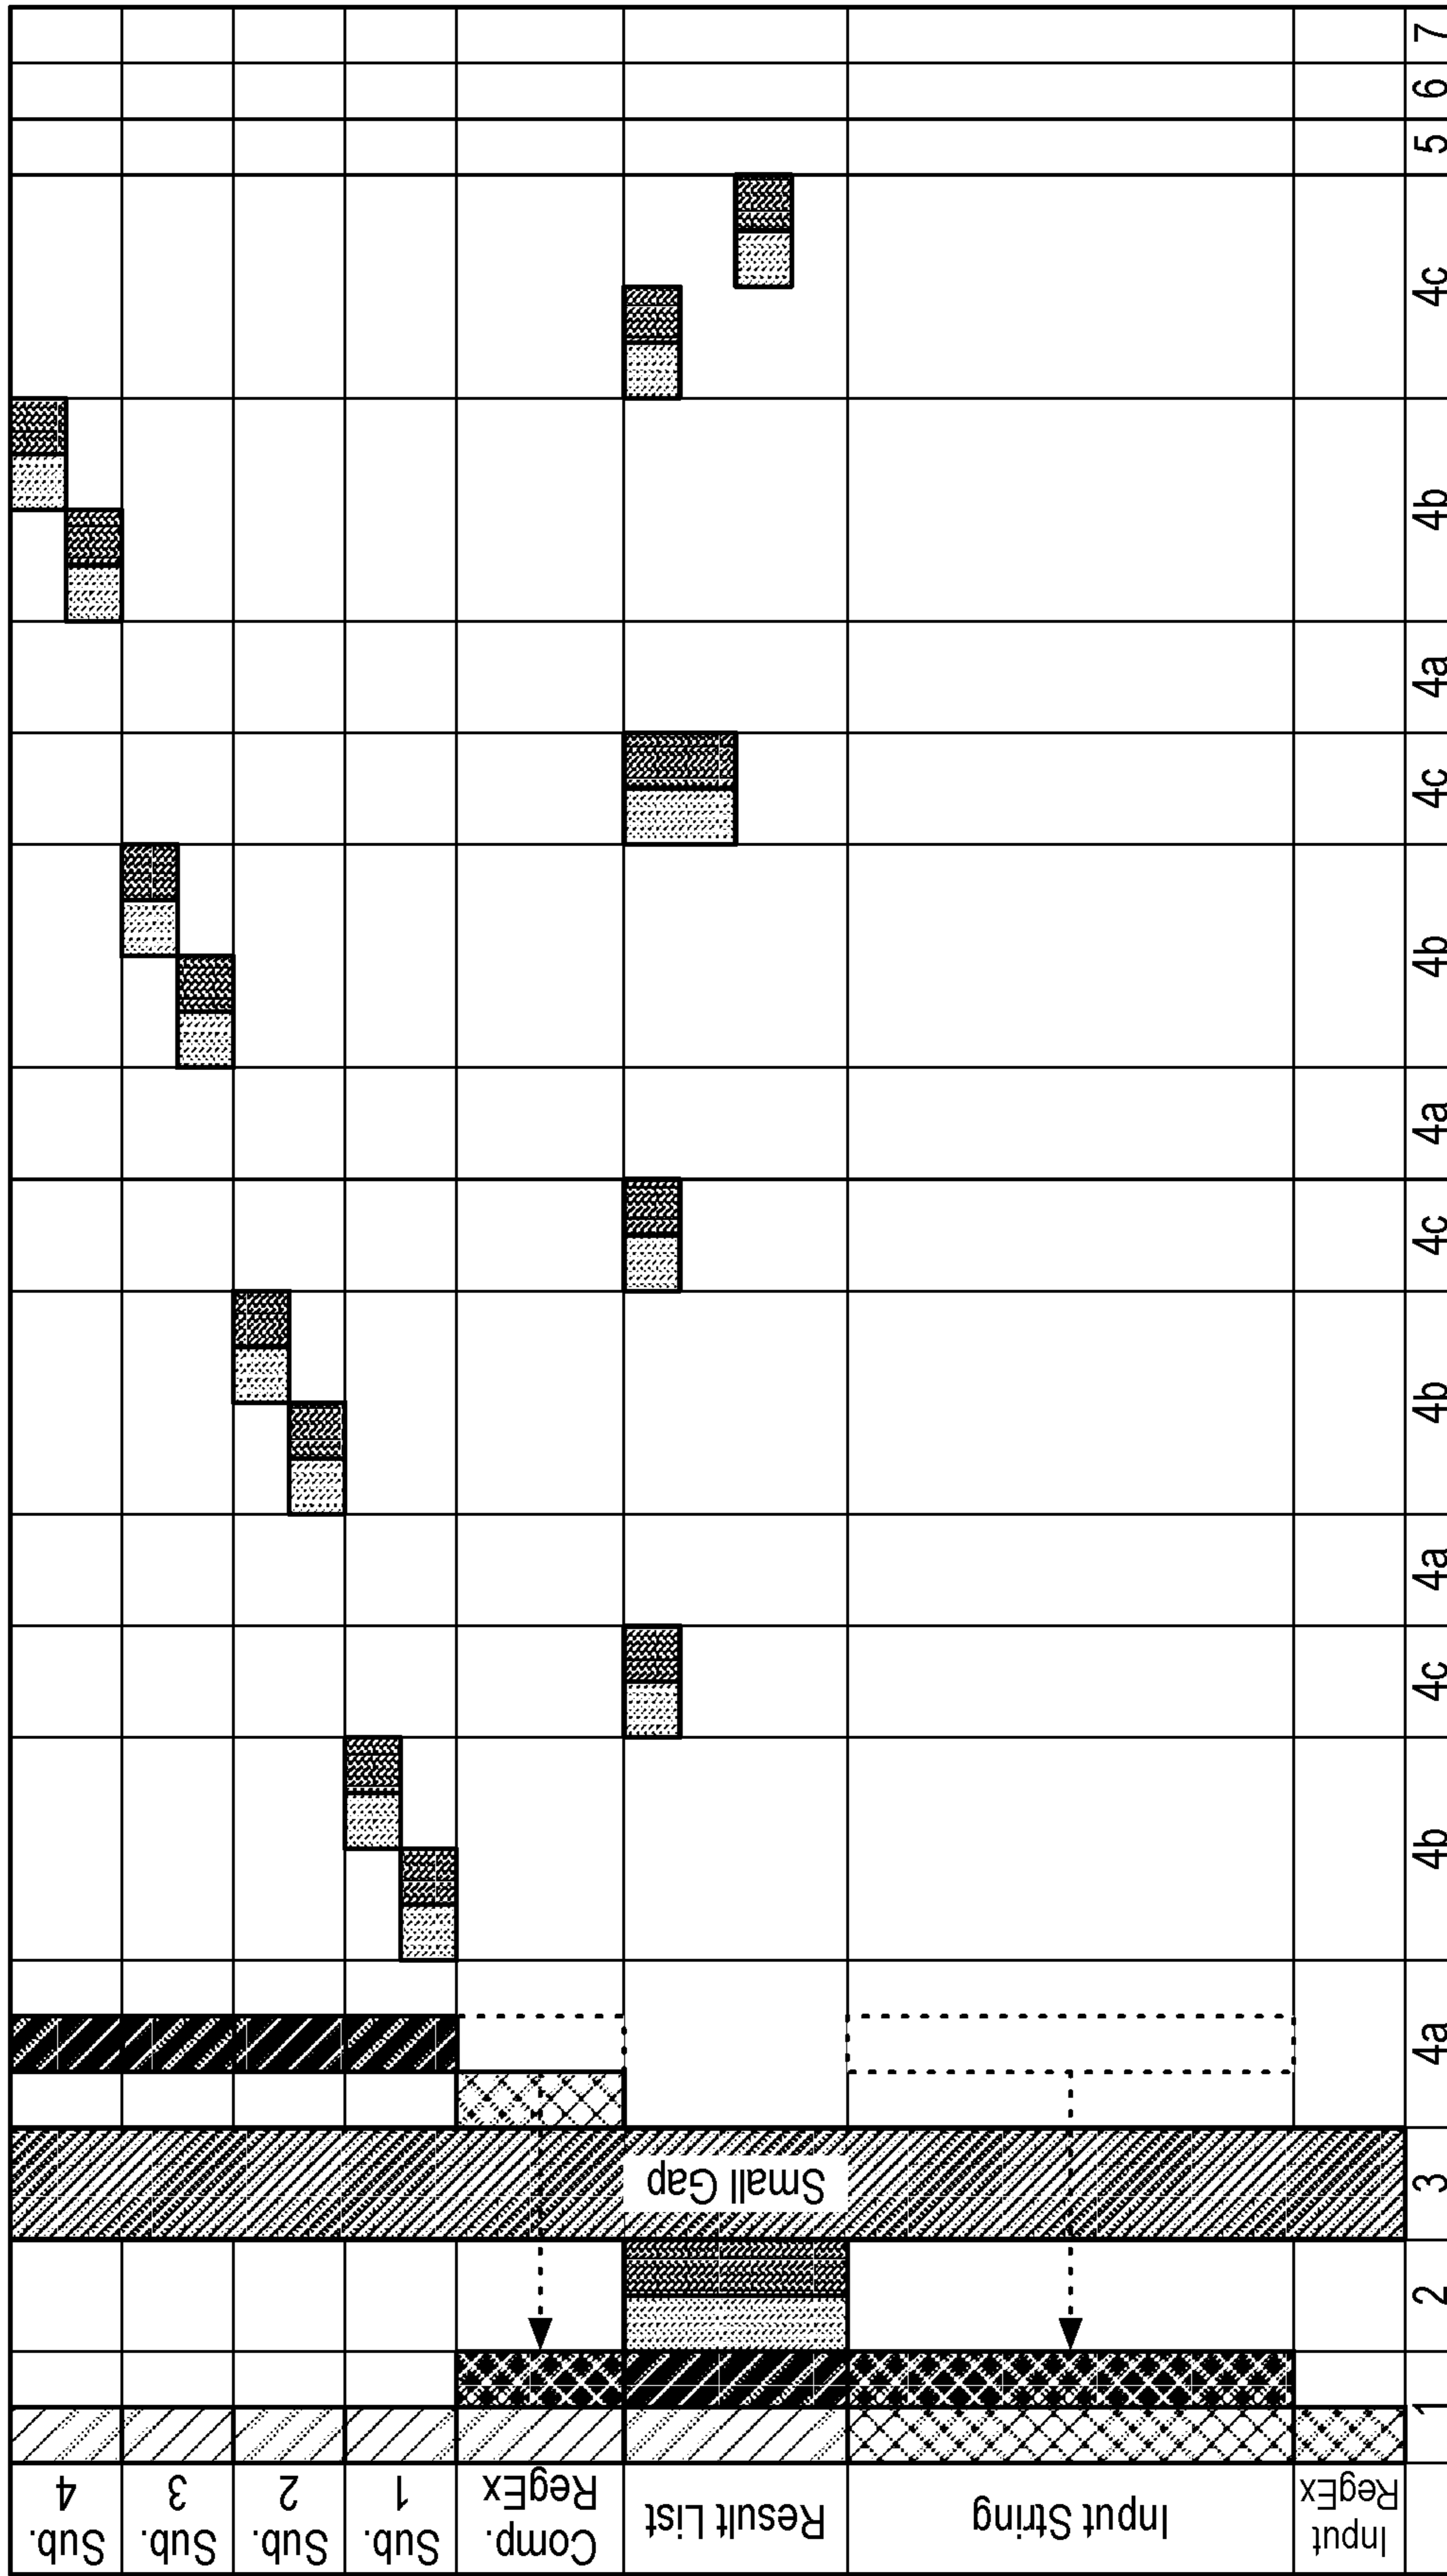 Sub.
4
Sub.
3
Sub.
2
Sub.
1
Comp.
RegEx
Result List
Input String
Input
RegEx
Small Gap
1 2 3 4a 4b 4c 4a 4b 4c 4a 4b 4c 4a 4b 4c 5 6 7